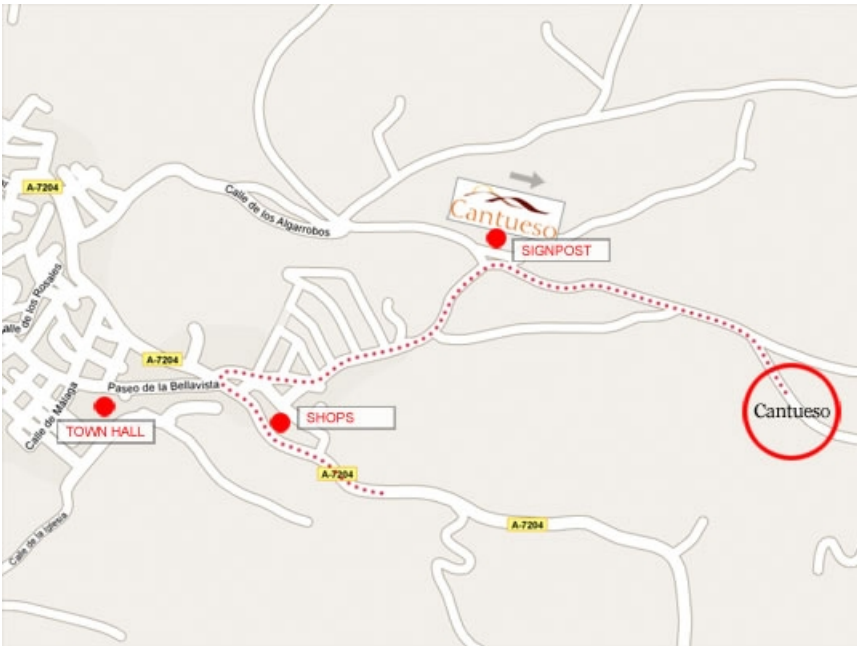 A-7204
Calle de los Algarrobos
Cantueso
SIGNPOST
Calle de los Rosales
A-7204
Paseo de la Bellavista
Calle de Málaga
TOWN HALL
SHOPS
Cantueso
A-7204
A-7204
Calle de la Iglesia